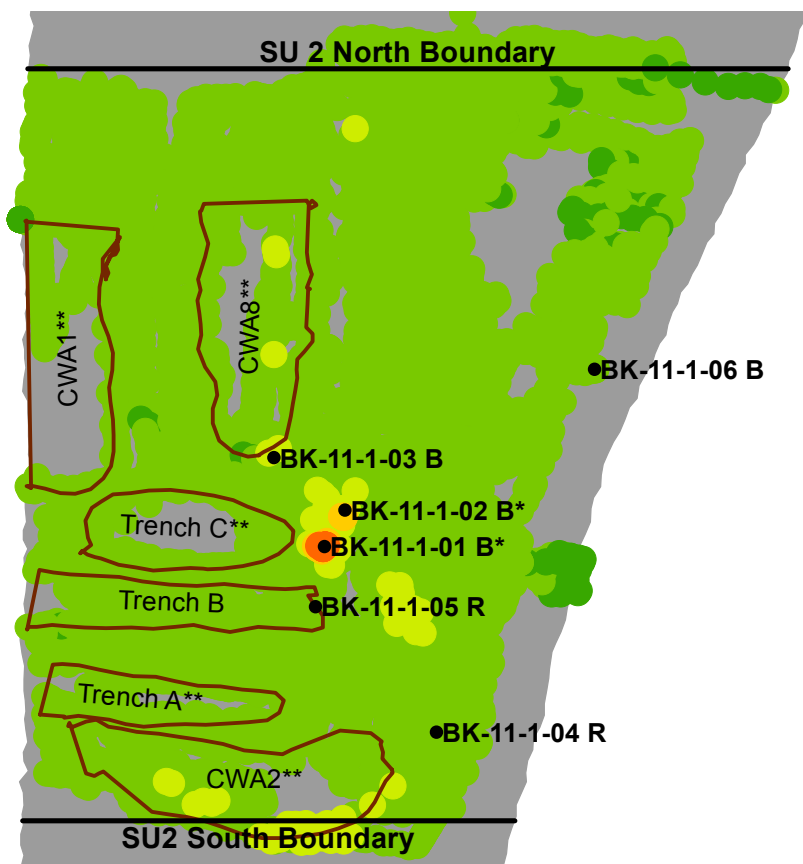 SU 2 North Boundary
CWA1**
CWA8**
BK-11-1-06 B
BK-11-1-03 B
BK-11-1-02 B*
Trench C**
BK-11-1-01 B*
Trench B
BK-11-1-05 R
Trench A**
BK-11-1-04 R
CWA2**
SU2 South Boundary